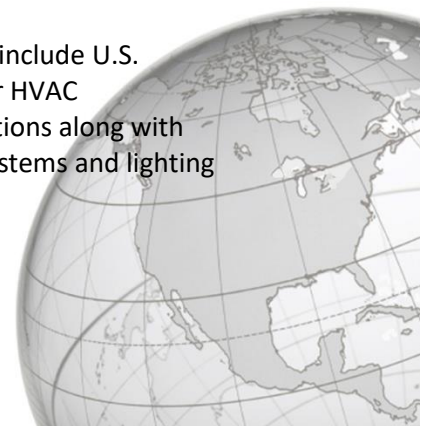 include U.S.
r HVAC
tions along with
stems and lighting